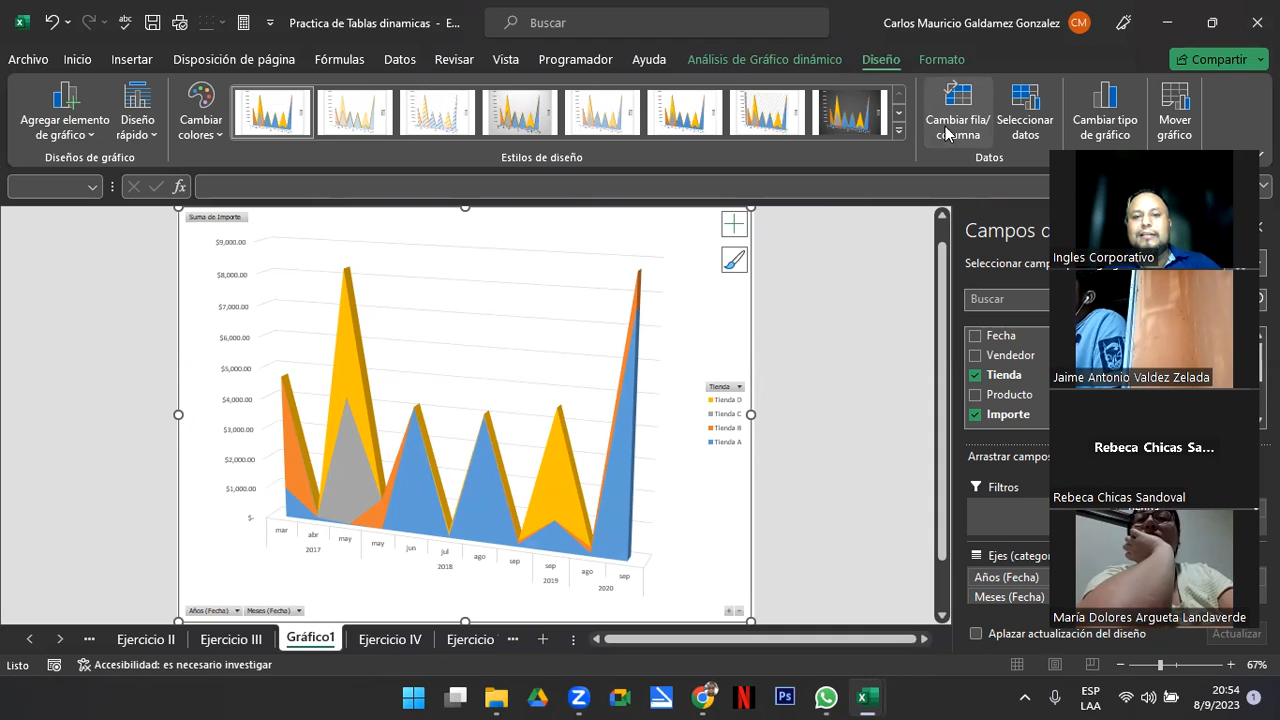 Practica de Tablas dinamicas - E...
Buscar
Carlos Mauricio Galdamez Gonzalez
CM
Archivo
Inicio
Insertar
Disposición de página
Fórmulas
Datos
Revisar
Vista
Programador
Ayuda
Análisis de Gráfico dinámico
Diseño
Formato
Compartir
Agregar elemento
de gráfico
Diseño
rápido
Cambiar
colores
Cambiar fila/
columna
Seleccionar
datos
Cambiar tipo
de gráfico
Mover
gráfico
Diseños de gráfico
Estilos de diseño
Datos
fx
Suma de Importe
$9,000.00
$8,000.00
$7,000.00
$6,000.00
$5,000.00
$4,000.00
$3,000.00
$2,000.00
$1,000.00
$-
mar
abr
may
may
jun
jul
ago
sep
sep
ago
sep
2017
2018
2019
2020
Tienda
Tienda D
Tienda C
Tienda B
Tienda A
Años (Fecha)
Meses (Fecha)
Campos d
Seleccionar camp
Buscar
Fecha
Vendedor
Tienda
Producto
Importe
Arrastrar campos
Filtros
Ejes (categor
Años (Fecha)
Meses (Fecha)
Aplazar actualización del diseño
Actualizar
Ingles Corporativo
Jaime Antonio Valdez Zelada
Rebeca Chicas Sa...
Rebeca Chicas Sandoval
María Dolores Argueta Landaverde
Ejercicio II
Ejercicio III
Gráfico1
Ejercicio IV
Ejercicio
Listo
Accesibilidad: es necesario investigar
67%
ESP
LAA
20:54
8/9/2023
1